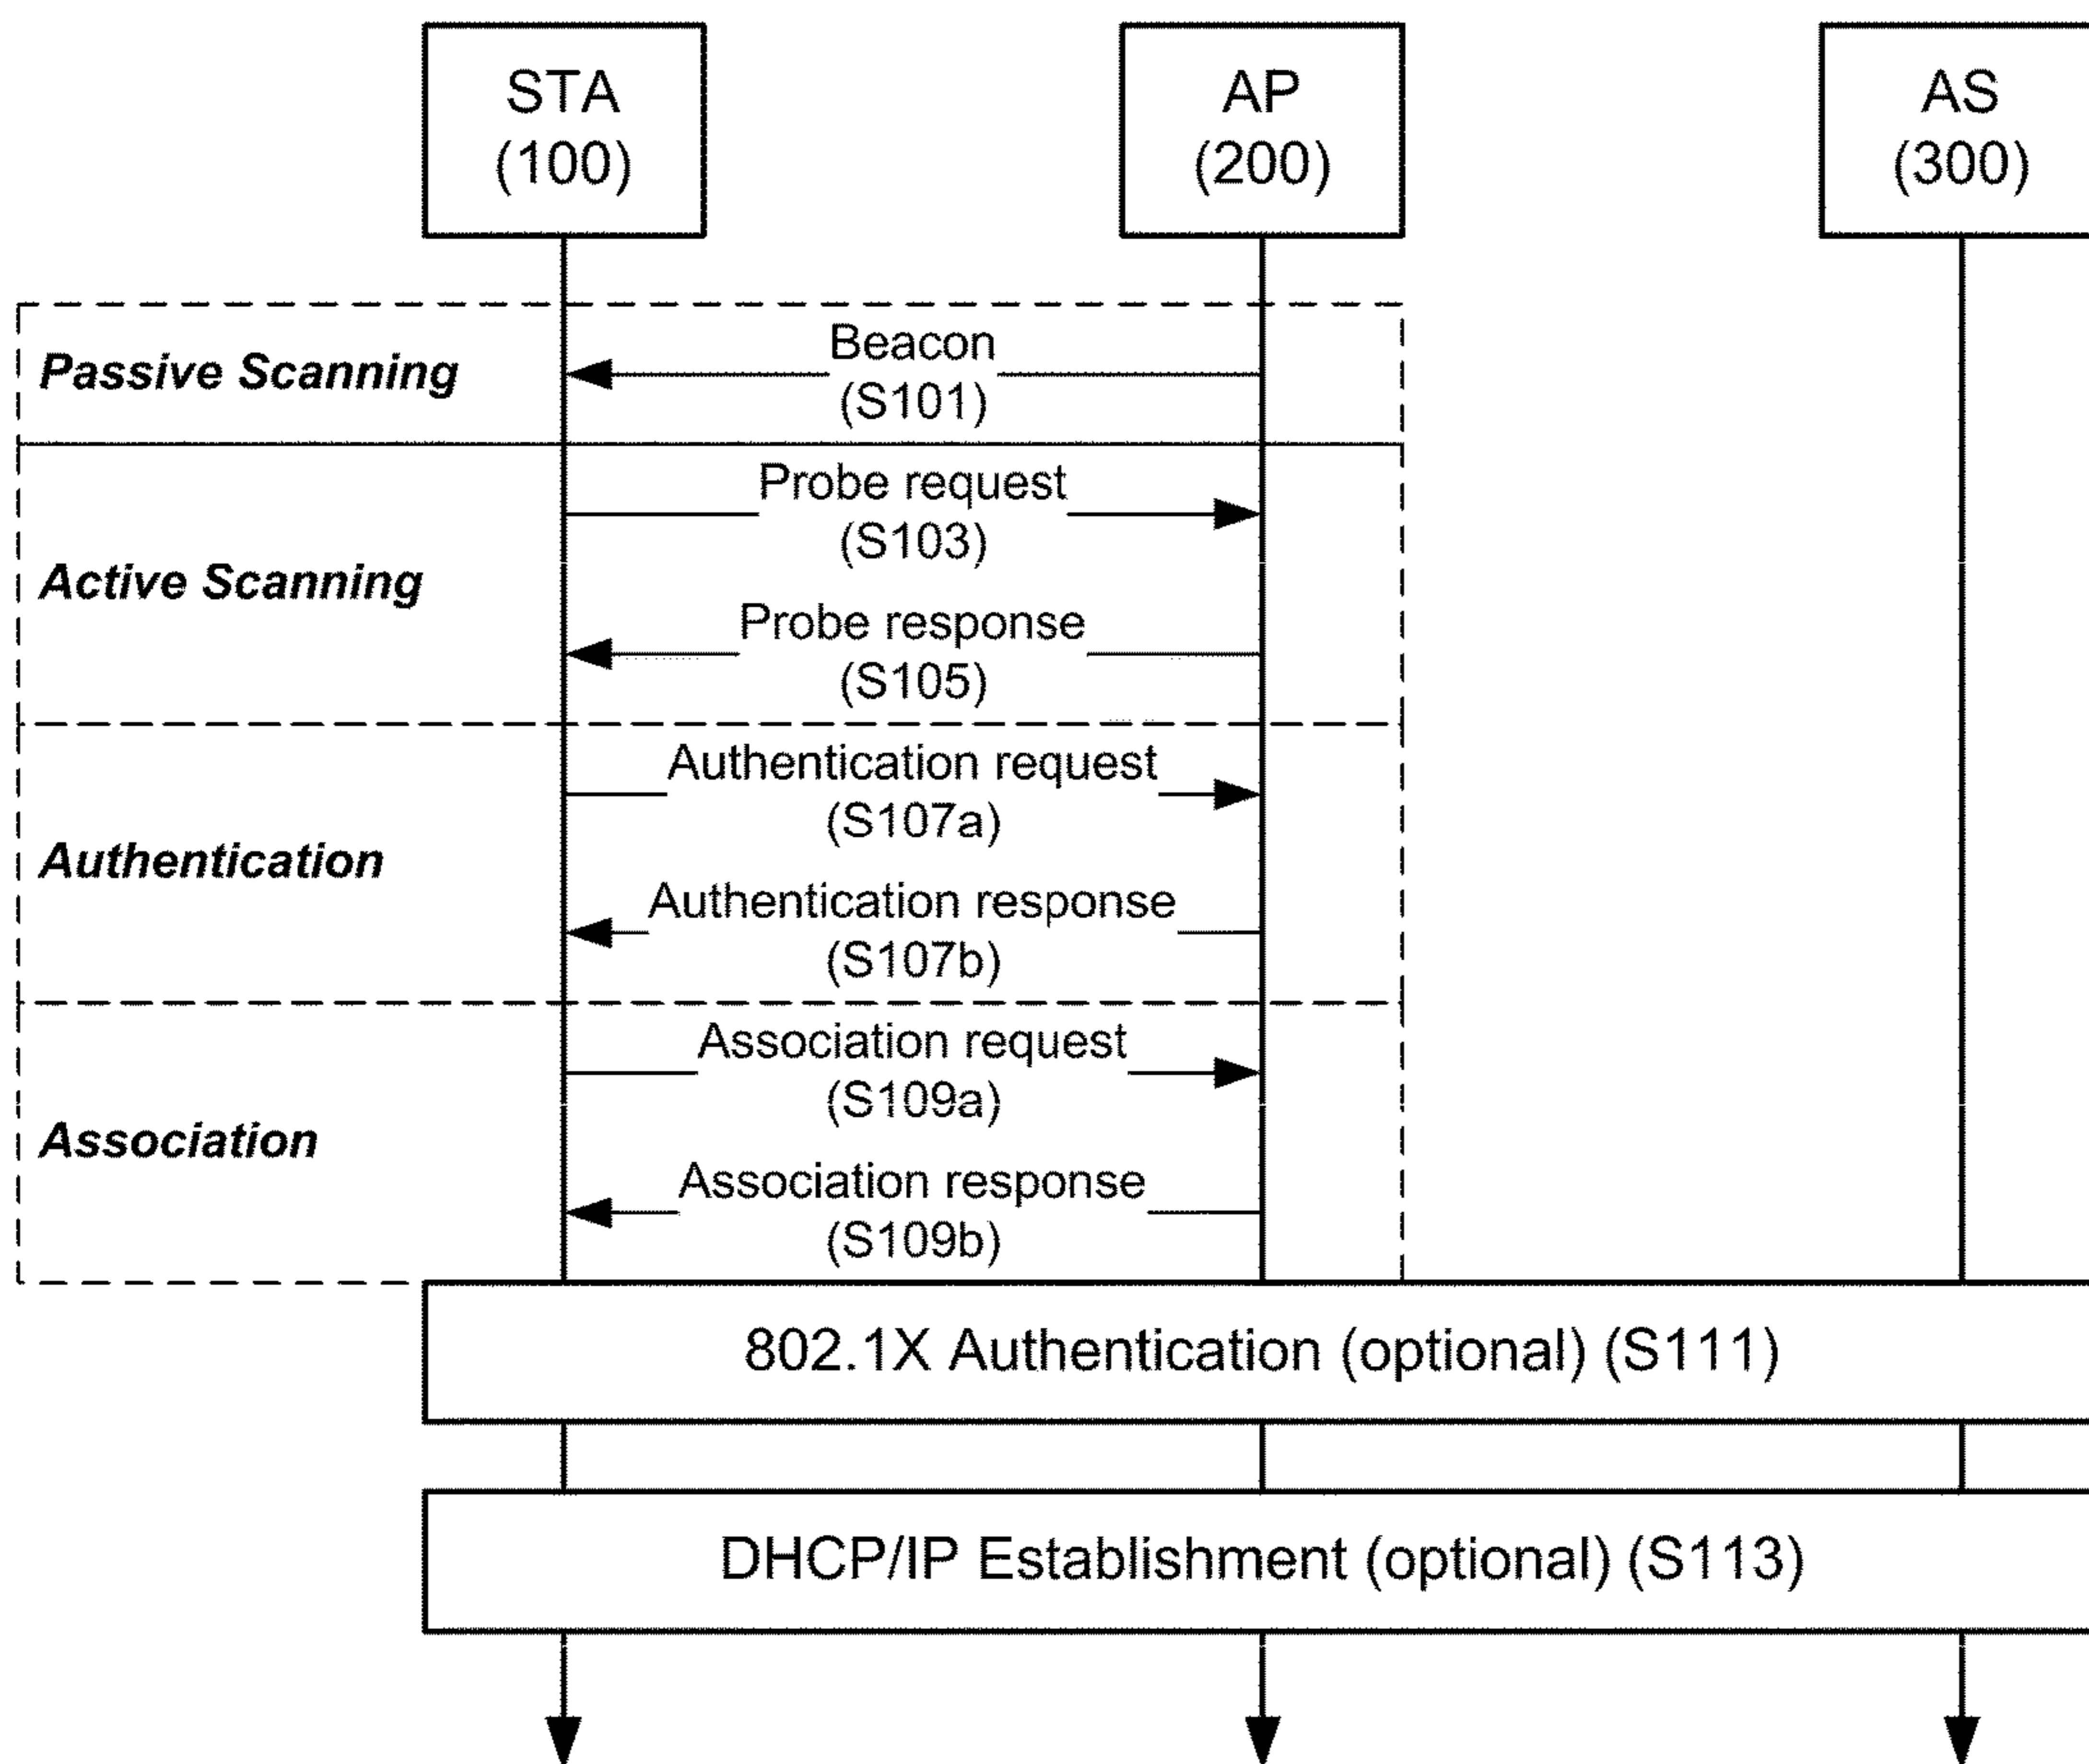 STA
(100)
AP
(200)
AS
(300)
Passive Scanning
Beacon
(S101)
Active Scanning
Probe request
(S103)
Probe response
(S105)
Authentication
Authentication request
(S107a)
Authentication response
(S107b)
Association
Association request
(S109a)
Association response
(S109b)
802.1X Authentication (optional) (S111)
DHCP/IP Establishment (optional) (S113)